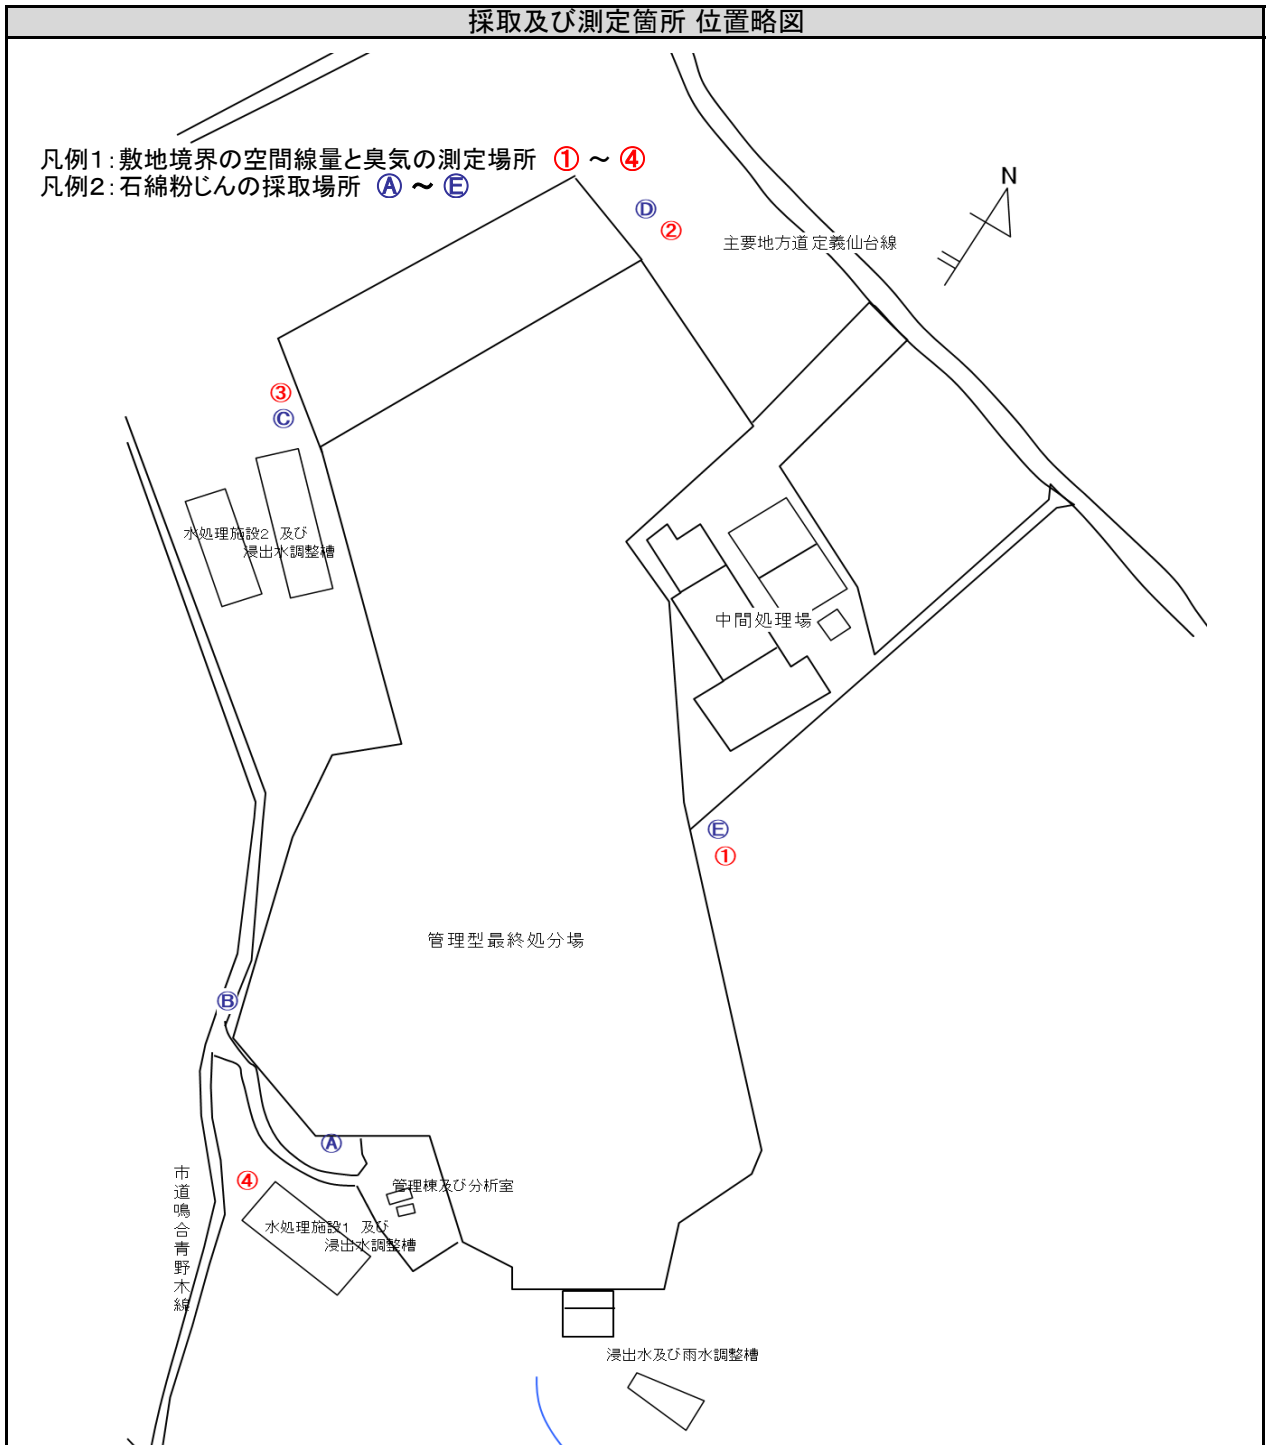 採取及び測定箇所 位置略図
凡例1：敷地境界の空間線量と臭気の測定場所 ① ～ ④
凡例2：石綿粉じんの採取場所 Ⓐ ～ Ⓔ
N
Ⓓ
②
主要地方道 定義仙台線
③
Ⓒ
水処理施設2 及び
浸出水調整槽
中間処理場
Ⓔ
①
管理型最終処分場
Ⓑ
Ⓐ
④
市道鳴合青野木線
管理棟及び分析室
水処理施設1 及び
浸出水調整槽
浸出水及び雨水調整槽